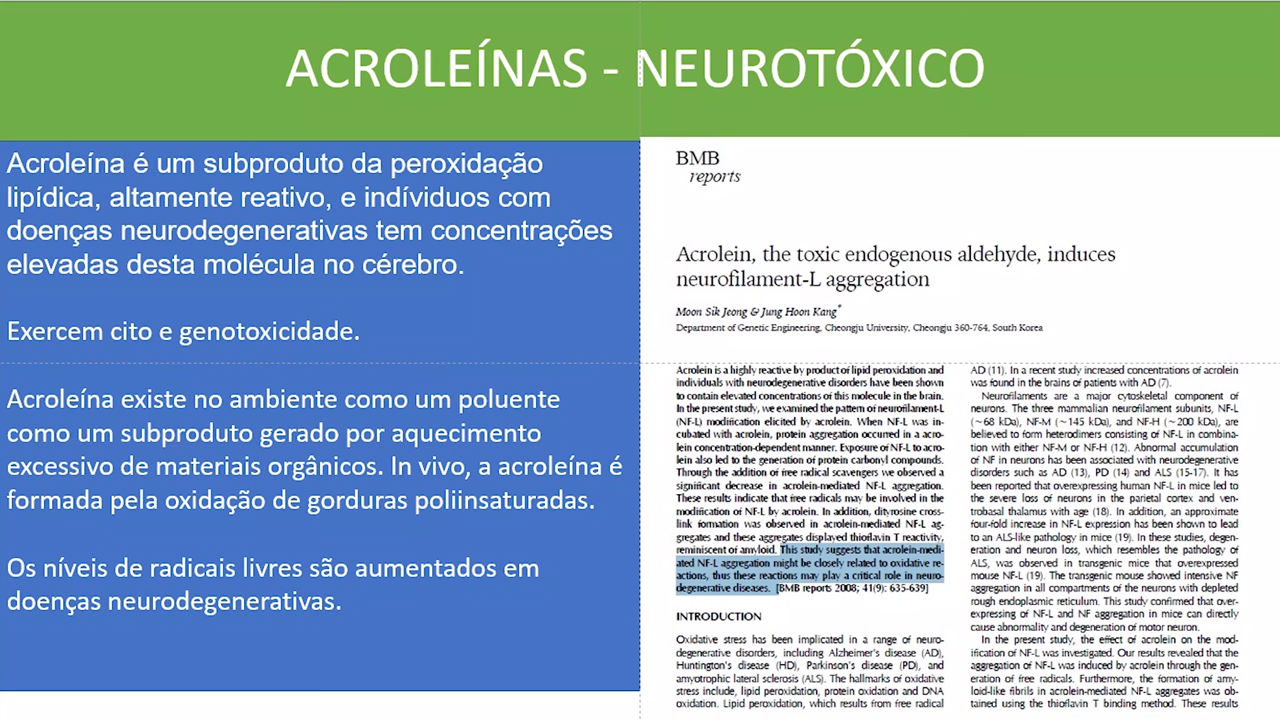 ACROLEÍNAS - NEUROTÓXICO
Acroleína é um subproduto da peroxidação
lipídica, altamente reativo, e indíviduos com
doenças neurodegenerativas tem concentrações
elevadas desta molécula no cérebro.
Exercem cito e genotoxicidade.
Acroleína existe no ambiente como um poluente
como um subproduto gerado por aquecimento
excessivo de materiais orgânicos. In vivo, a acroleína é
formada pela oxidação de gorduras poliinsaturadas.
Os níveis de radicais livres são aumentados em
doenças neurodegenerativas.
BMB
reports
Acrolein, the toxic endogenous aldehyde, induces
neurofilament-L aggregation
Moon Sik Jeong & Jung Hoon Kang*
Department of Genetic Engineering, Cheongju University, Cheongju 360-764, South Korea
Acrolein is a highly reactive by product of lipid peroxidation and
individuals with neurodegenerative disorders have been shown
to contain elevated concentrations of this molecule in the brain.
In the present study, we examined the pattern of neurofilament-L
(NF-L) modification elicited by acrolein. When NF-L was in-
cubated with acrolein, protein aggregation occurred in a acro-
lein concentration-dependent manner. Exposure of NF-L to acro-
lein also led to the generation of protein carbonyl compounds.
Through the addition of free radical scavengers we observed a
significant decrease in acrolein-mediated NF-L aggregation.
These results indicate that free radicals may be involved in the
modification of NF-L by acrolein. In addition, dityrosine cross-
link formation was observed in acrolein-mediated NF-L ag-
gregates and these aggregates displayed thioflavin T reactivity,
reminiscent of amyloid. This study suggests that acrolein-medi-
ated NF-L aggregation might be closely related to oxidative re-
actions, thus these reactions may play a critical role in neuro-
degenerative diseases. [BMB reports 2008; 41(9): 635-639]
INTRODUCTION
Oxidative stress has been implicated in a range of neuro-
degenerative disorders, including Alzheimer's disease (AD),
Huntington's disease (HD), Parkinson's disease (PD), and
amyotrophic lateral sclerosis (ALS). The hallmarks of oxidative
stress include, lipid peroxidation, protein oxidation and DNA
oxidation. Lipid peroxidation, which results from free radical
AD (11). In a recent study increased concentrations of acrolein
was found in the brains of patients with AD (7).
Neurofilaments are a major cytoskeletal component of
neurons. The three mammalian neurofilament subunits, NF-L
(~68 kDa), NF-M (~145 kDa), and NF-H (~200 kDa), are
believed to form heterodimers consisting of NF-L in combina-
tion with either NF-M or NF-H (12). Abnormal accumulation
of NF in neurons has been associated with neurodegenerative
disorders such as AD (13), PD (14) and ALS (15-17). It has
been reported that overexpressing human NF-L in mice led to
the severe loss of neurons in the parietal cortex and ven-
trobasal thalamus with age (18). In addition, an approximate
four-fold increase in NF-L expression has been shown to lead
to an ALS-like pathology in mice (19). In these studies, degen-
eration and neuron loss, which resembles the pathology of
ALS, was observed in transgenic mice that overexpressed
mouse NF-L (19). The transgenic mouse showed intensive NF
aggregation in all compartments of the neurons with depleted
rough endoplasmic reticulum. This study confirmed that over-
expressing of NF-L and NF aggregation in mice can directly
cause abnormality and degeneration of motor neuron.
In the present study, the effect of acrolein on the mod-
ification of NF-L was investigated. Our results revealed that the
aggregation of NF-L was induced by acrolein through the gen-
eration of free radicals. Furthermore, the formation of amy-
loid-like fibrils in acrolein-mediated NF-L aggregates was ob-
tained using the thioflavin T binding method. These results